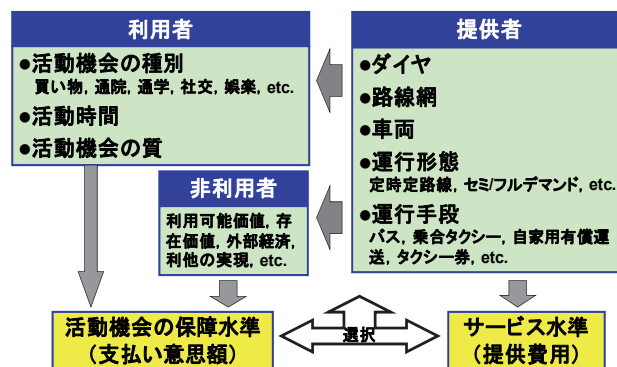 利用者
●活動機会の種別
買い物, 通院, 通学, 社交, 娯楽, etc.
●活動時間
●活動機会の質
提供者
●ダイヤ
●路線網
●車両
●運行形態
定時定路線, セミ/フルデマンド, etc.
●運行手段
バス, 乗合タクシー, 自家用有償運
送, タクシー券, etc.
非利用者
利用可能価値, 存
在価値, 外部経済,
利他の実現, etc.
活動機会の保障水準
（支払い意思額）
選択
サービス水準
（提供費用）